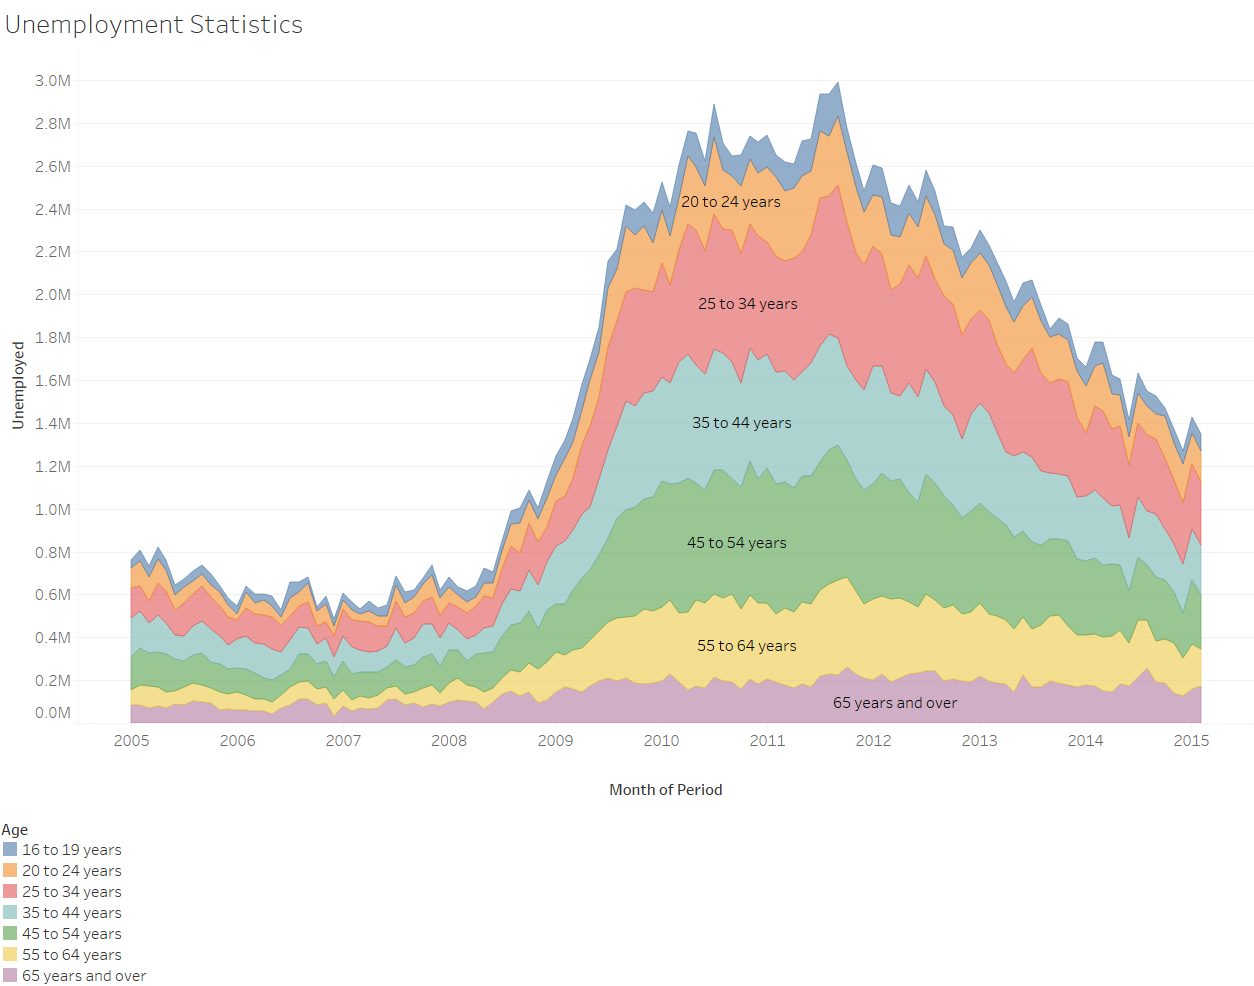 Unemployment Statistics
3.0M
2.8M
2.6M
2.4M
2.2M
2.0M
1.8M
1.6M
1.4M
1.2M
1.0M
0.8M
0.6M
0.4M
0.2M
0.0M
Unemployed
20 to 24 years
25 to 34 years
35 to 44 years
45 to 54 years
55 to 64 years
65 years and over
2005 2006 2007 2008 2009 2010 2011 2012 2013 2014 2015
Month of Period
Age
16 to 19 years
20 to 24 years
25 to 34 years
35 to 44 years
45 to 54 years
55 to 64 years
65 years and over